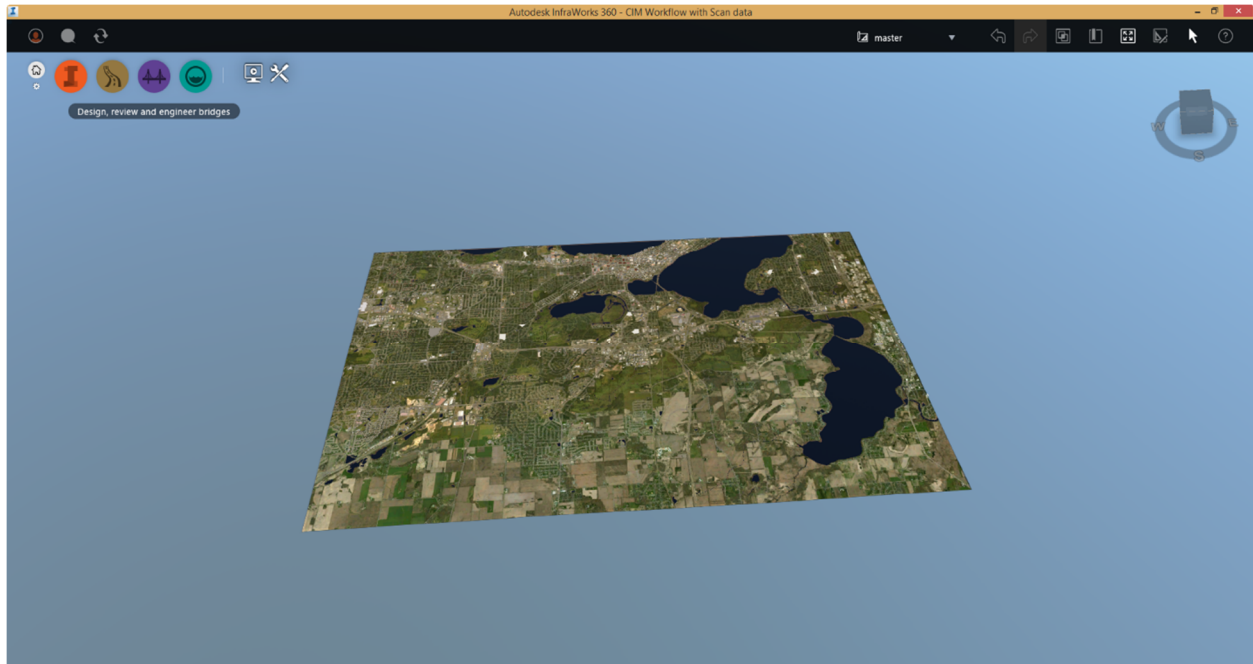 Autodesk InfraWorks 360 - CIM Workflow with Scan data
master
Design, review and engineer bridges
W
S